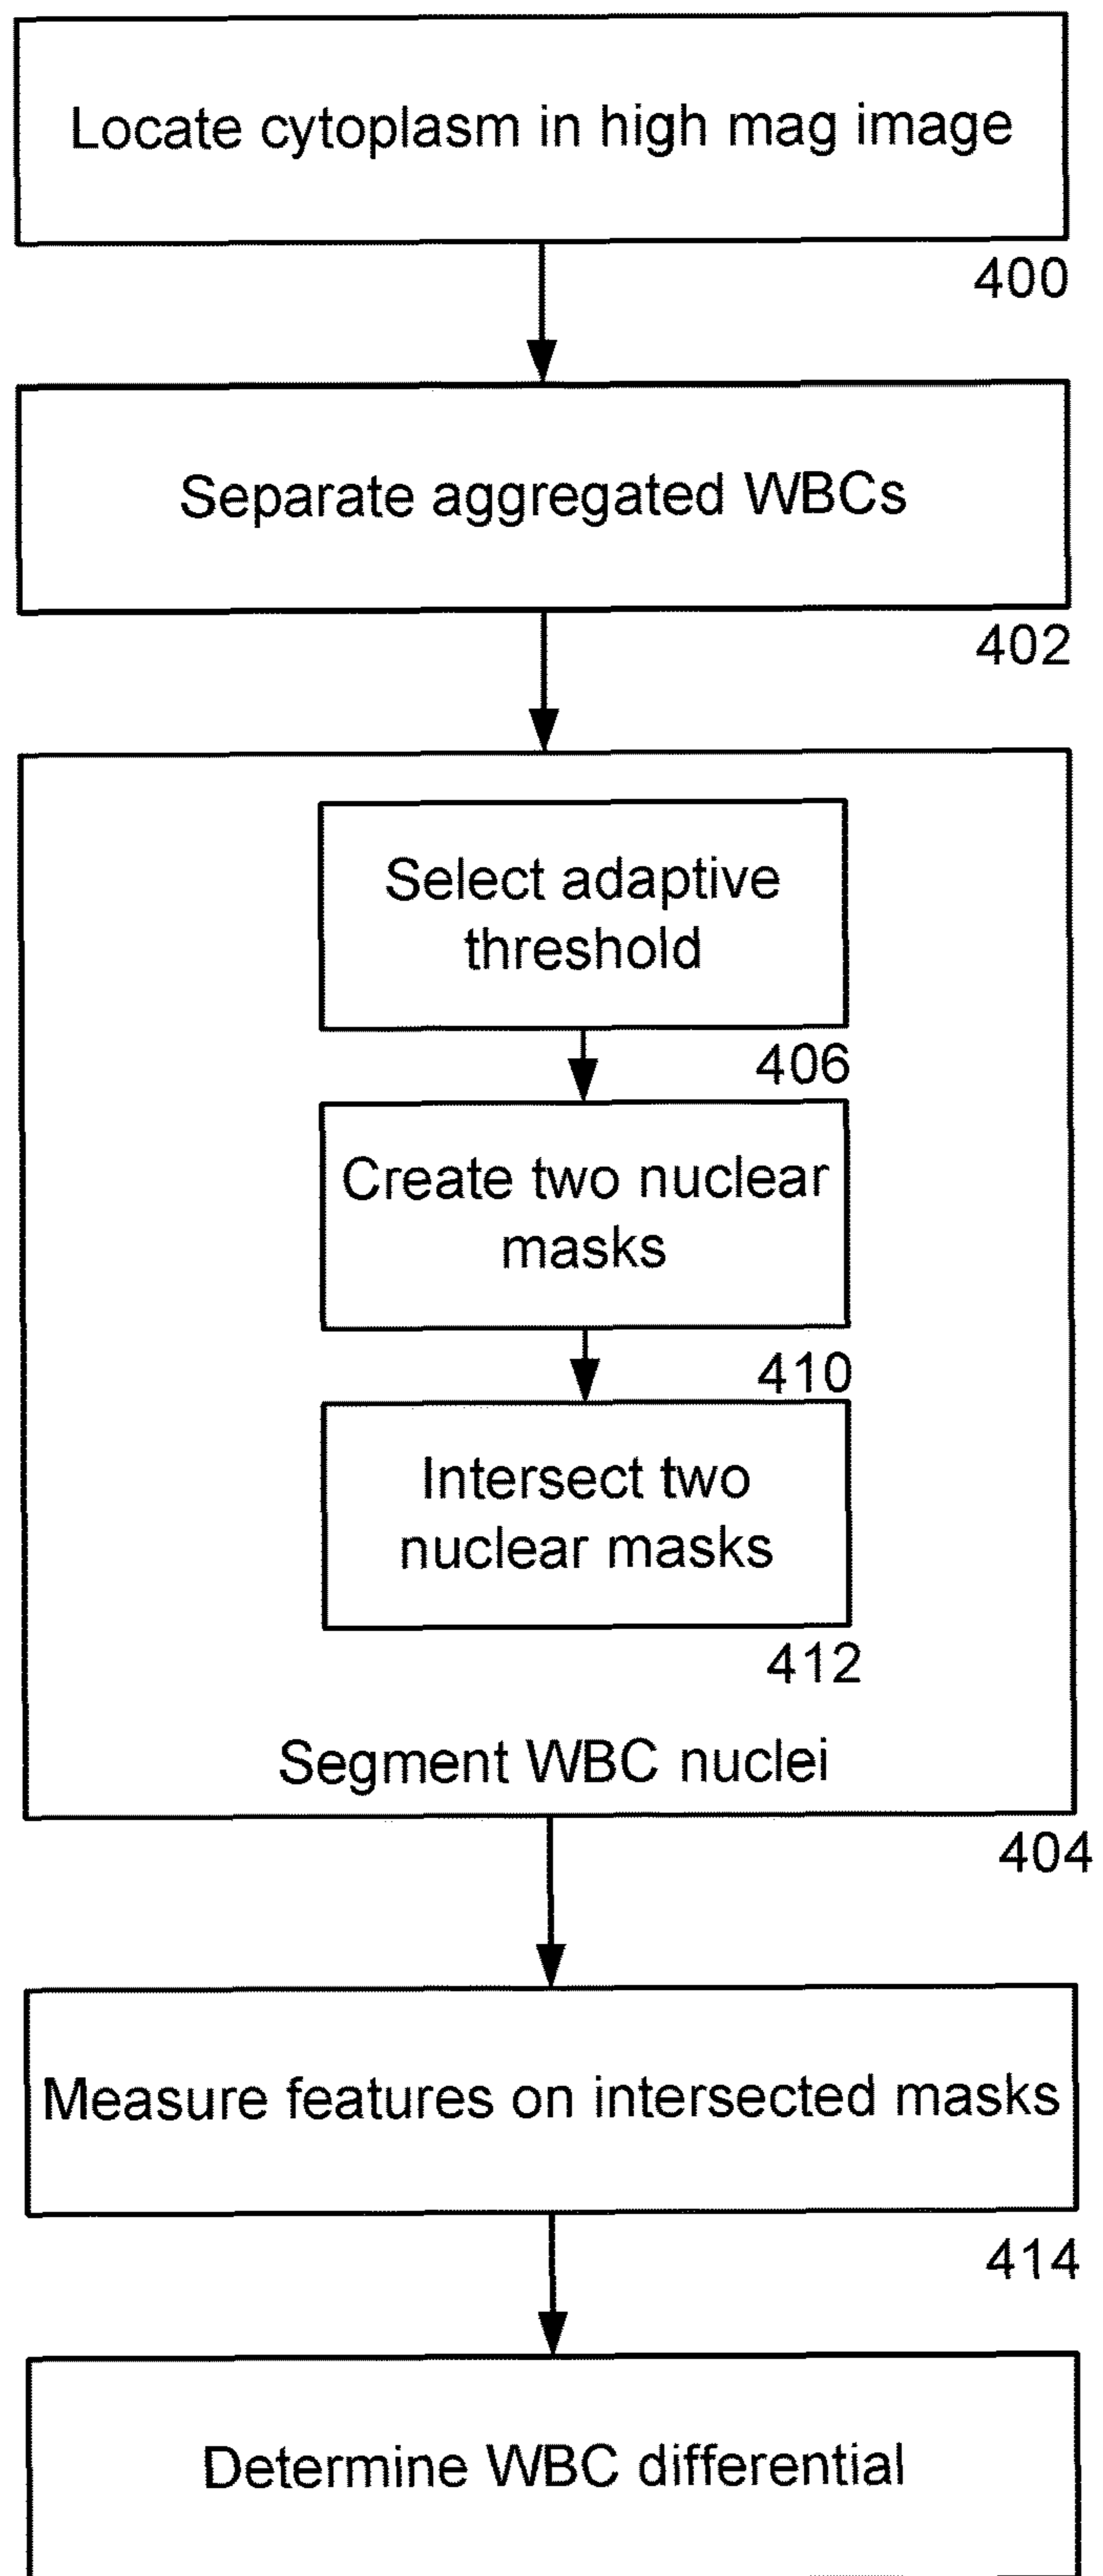 Locate cytoplasm in high mag image
400
Separate aggregated WBCs
402
Select adaptive
threshold
406
Create two nuclear
masks
410
Intersect two
nuclear masks
412
Segment WBC nuclei
404
Measure features on intersected masks
414
Determine WBC differential